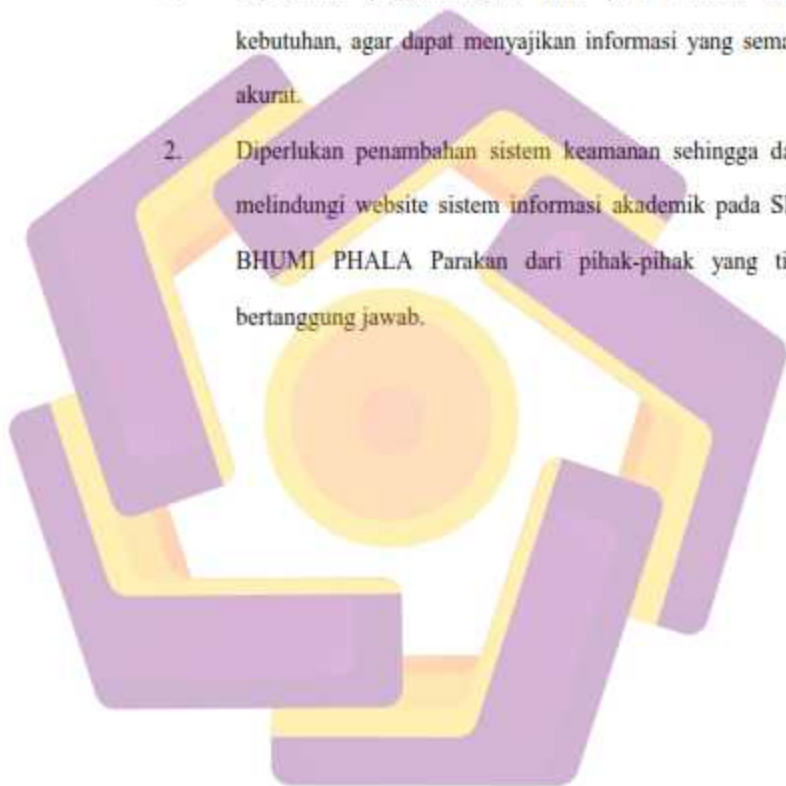 kebutuhan, agar dapat menyajikan informasi yang
akurat.
2. Diperlukan penambahan sistem keamanan sehingga
melindungi website sistem informasi akademik pada
BHUMI PHALA Parakan dari pihak-pihak yang
bertanggung jawab.